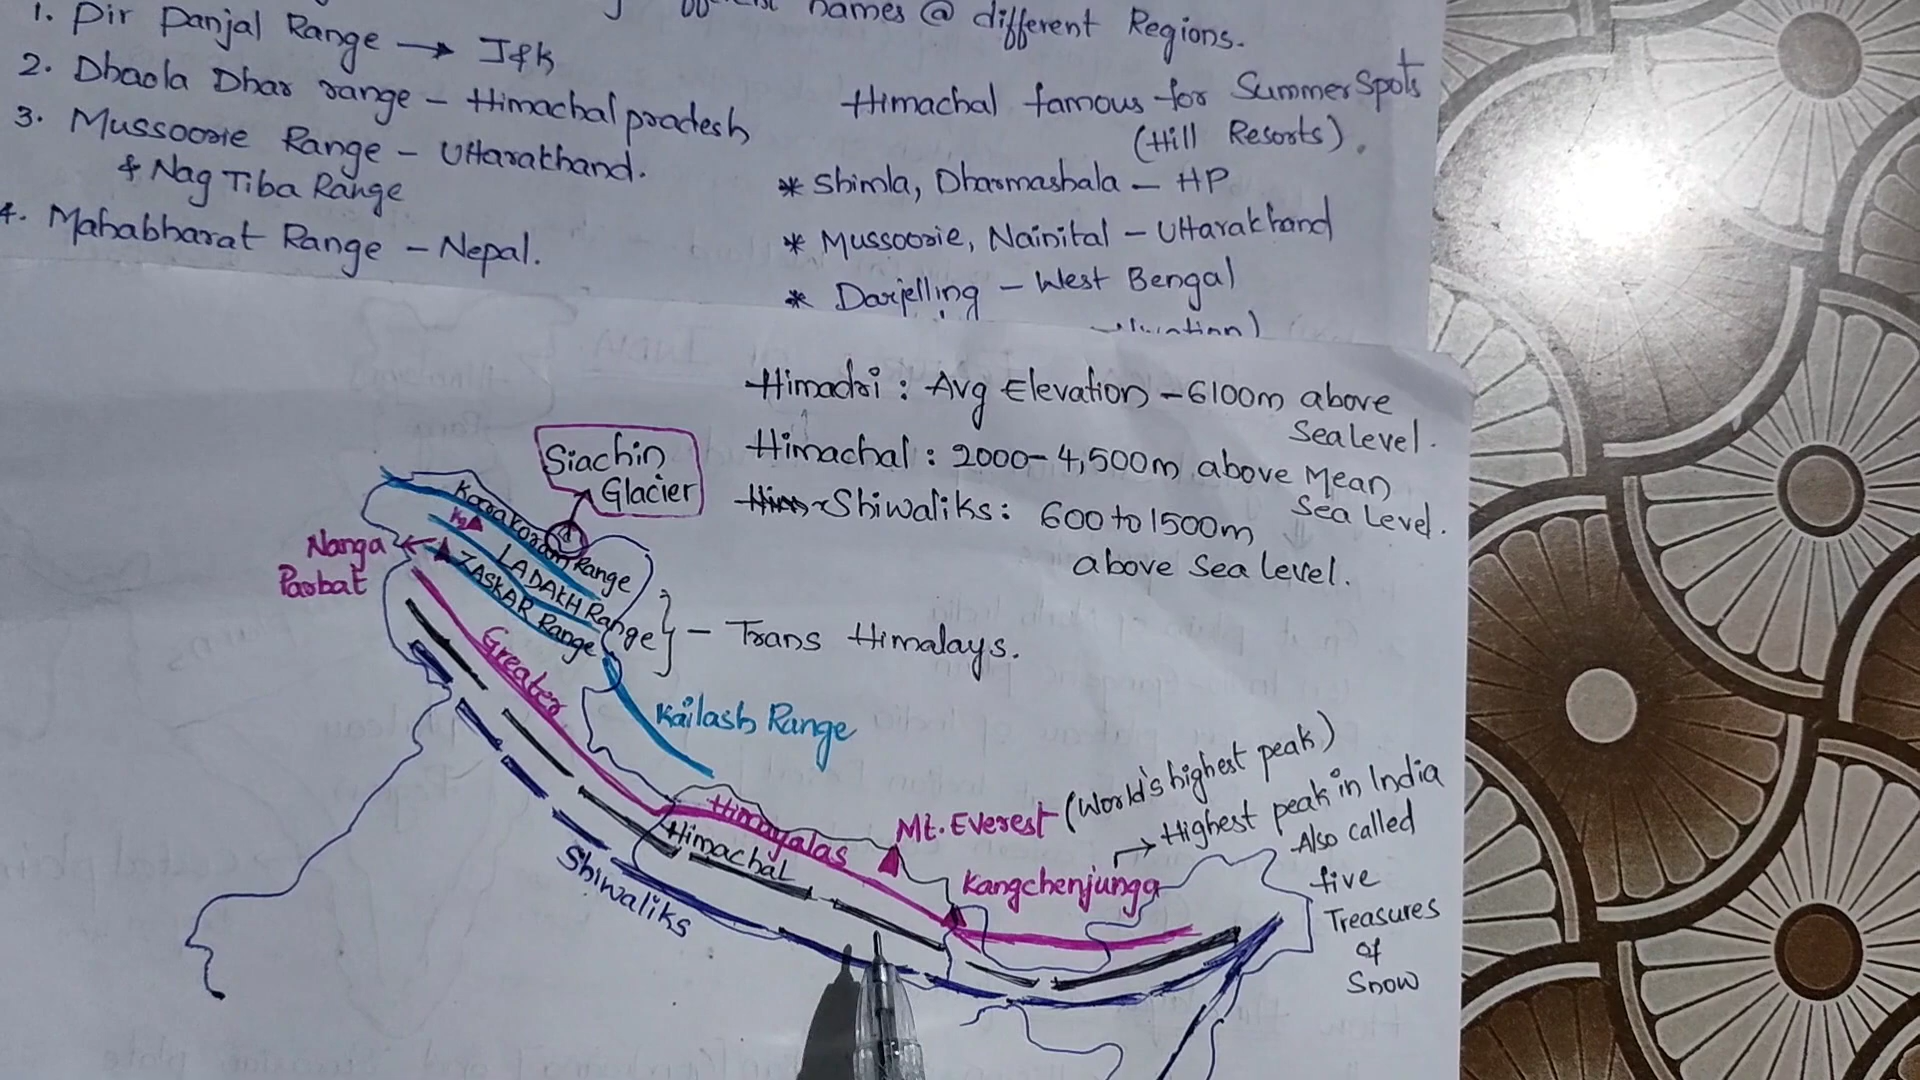 names @ different Regions.
1. Pir Panjal Range → J&K
2. Dhaola Dhar range - Himachal pradesh
3. Mussoorie Range - Uttarakhand.
& Nag Tiba Range
4. Mahabharat Range - Nepal.
Himachal famous for Summer Spots
(Hill Resorts).
* Shimla, Dharmashala - HP
* Mussoorie, Nainital - Uttarakhand
* Darjelling - West Bengal
Himadri : Avg Elevation - 6100m above
Sea Level.
Himachal : 2000 - 4,500m above Mean
Sea Level.
Shiwaliks : 600 to 1500m
above Sea level.
Siachin
Glacier
Karakoram Range
K2
LADAKH Range
ZASKAR Range
Nanga
Parbat
} - Trans Himalays.
Kailash Range
Greater
Himalayas
Himachal
Shiwaliks
Mt. Everest (World's highest peak)
Kangchenjunga
→ Highest peak in India
Also called
five
Treasures
of
Snow